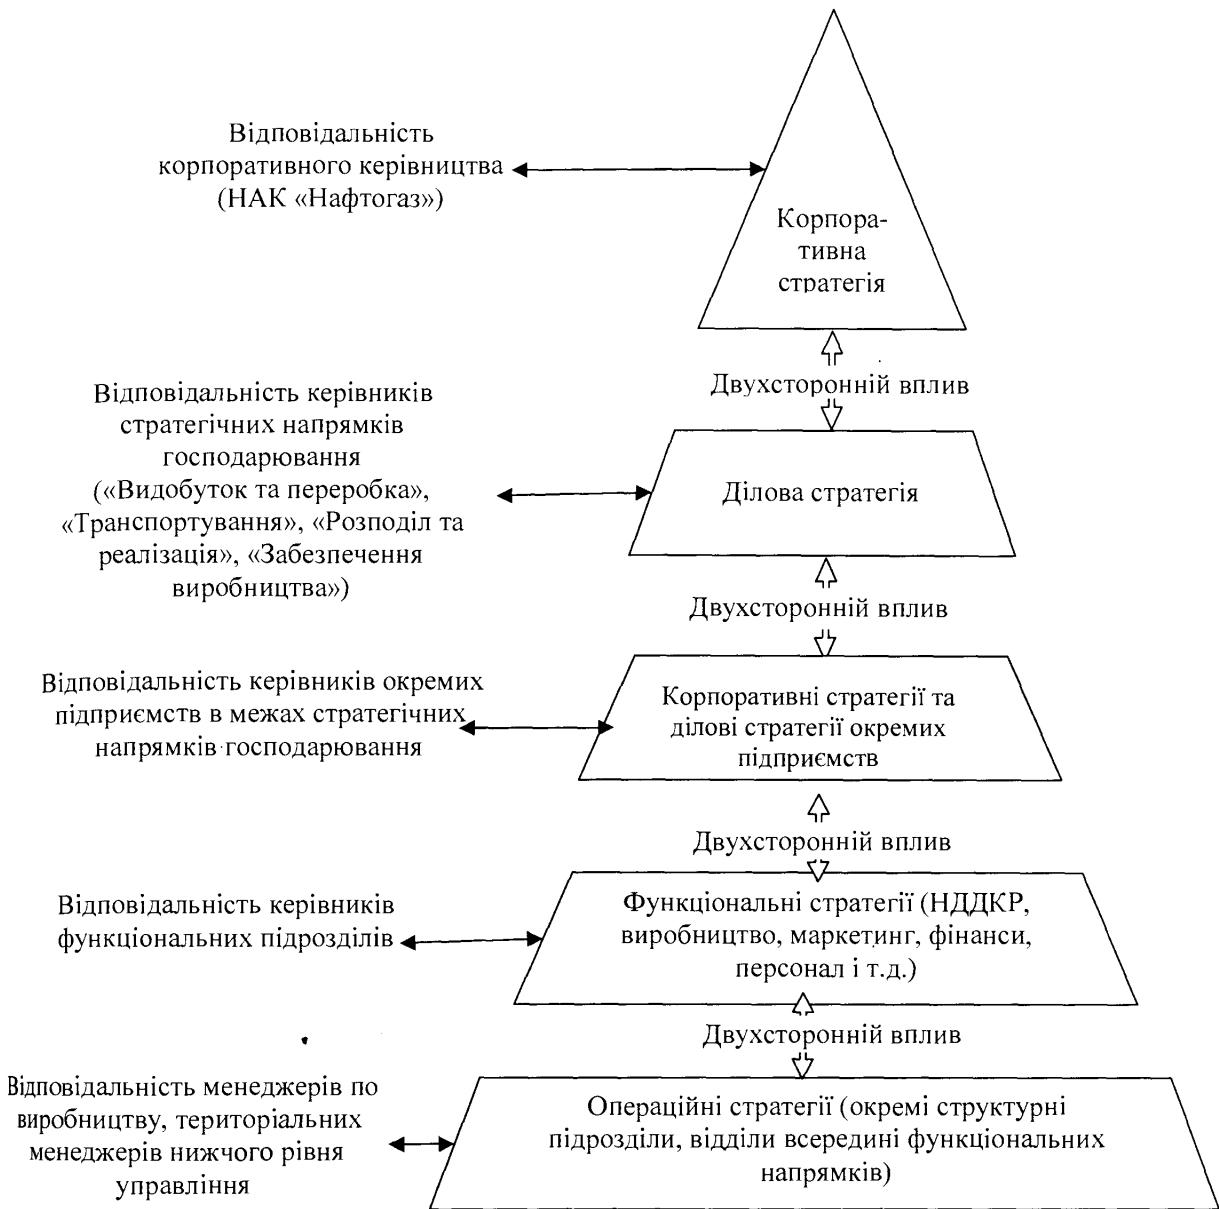 Відповідальність
корпоративного керівництва
(НАК «Нафтогаз»)
Корпора-
тивна
стратегія
Двухсторонній вплив
Відповідальність керівників
стратегічних напрямків
господарювання
(«Видобуток та переробка»,
«Транспортування», «Розподіл та
реалізація», «Забезпечення
виробництва»)
Ділова стратегія
Двухсторонній вплив
Відповідальність керівників окремих
підприємств в межах стратегічних
напрямків господарювання
Корпоративні стратегії та
ділові стратегії окремих
підприємств
Двухсторонній вплив
Відповідальність керівників
функціональних підрозділів
Функціональні стратегії (НДДКР,
виробництво, маркетинг, фінанси,
персонал і т.д.)
Двухсторонній вплив
Відповідальність менеджерів по
виробництву, територіальних
менеджерів нижчого рівня
управління
Операційні стратегії (окремі структурні
підрозділи, відділи всередині функціональних
напрямків)